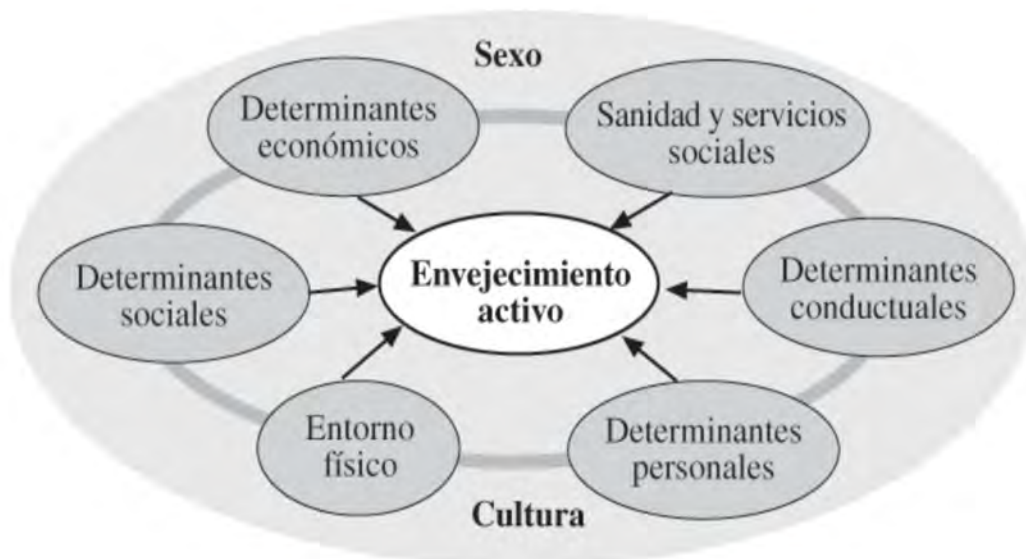 Sexo
Determinantes
económicos
Sanidad y servicios
sociales
Determinantes
sociales
Envejecimiento
activo
Determinantes
conductuales
Entorno
físico
Determinantes
personales
Cultura